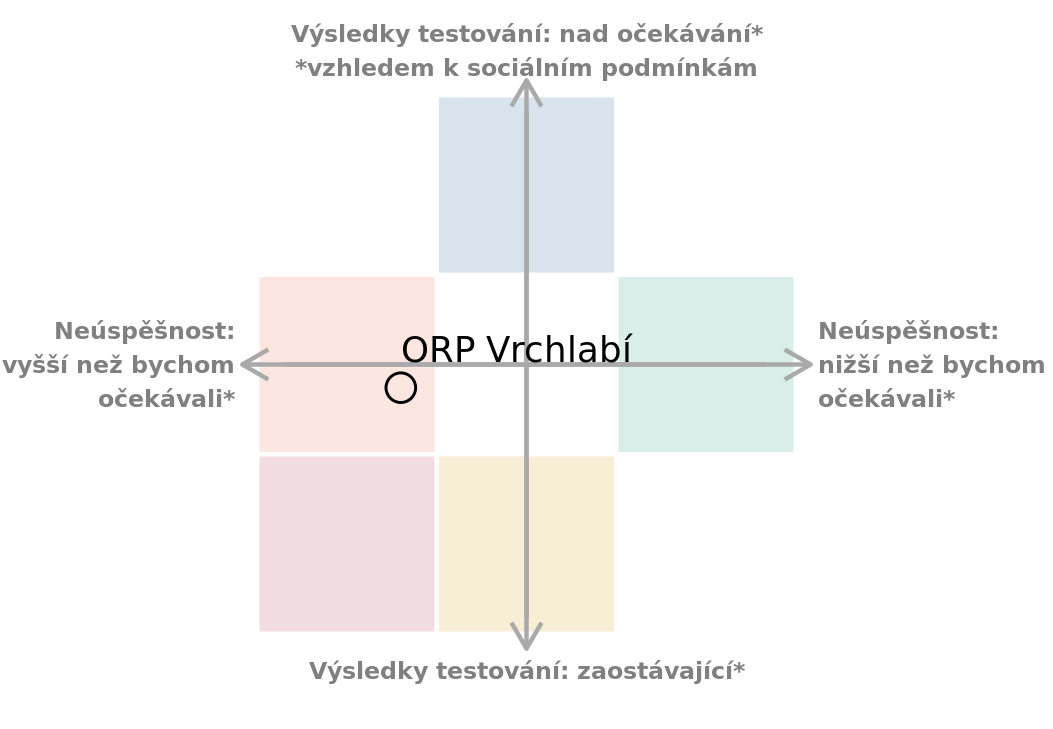 Výsledky testování: nad očekávání*
*vzhledem k sociálním podmínkám
Neúspěšnost:
vyšší než bychom
očekávali*
ORP Vrchlabí
Neúspěšnost:
nižší než bychom
očekávali*
Výsledky testování: zaostávající*